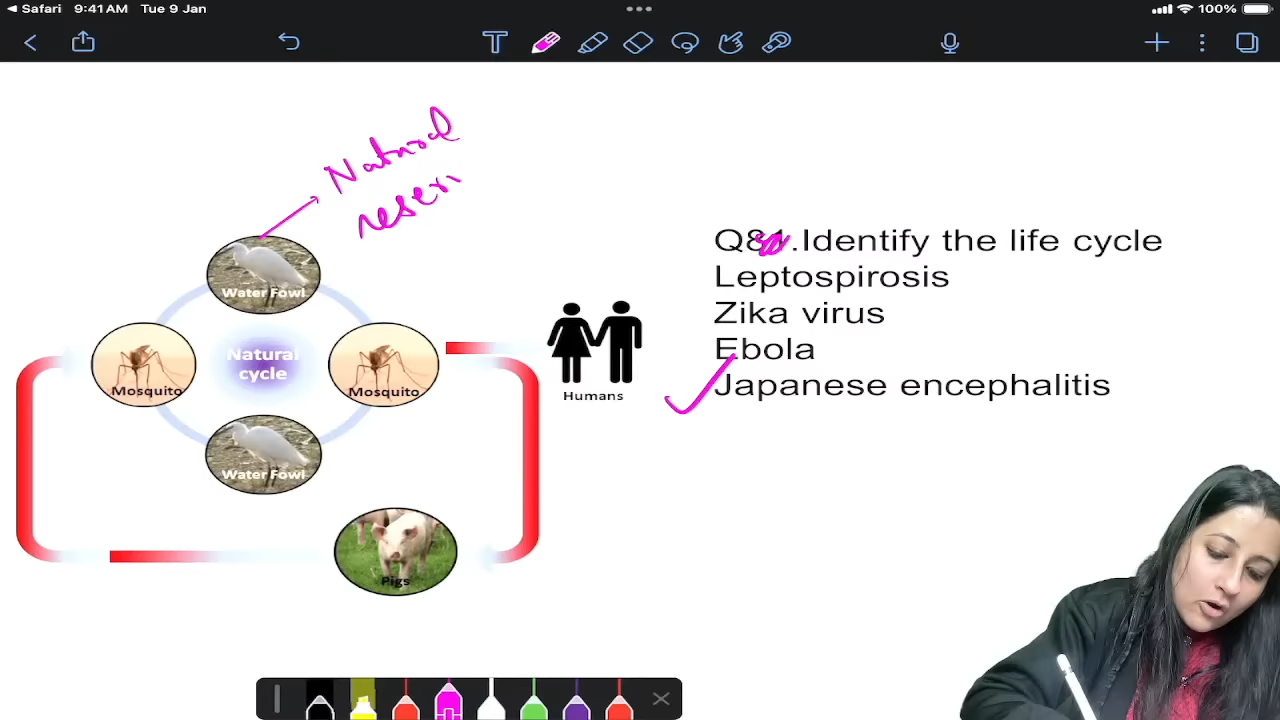 Safari 9:41 AM Tue 9 Jan
100%
Natural
reserv
Water Fowl
Natural
cycle
Mosquito
Mosquito
Humans
Water Fowl
Pigs
.Identify the life cycle
Leptospirosis
Zika virus
Ebola
Japanese encephalitis